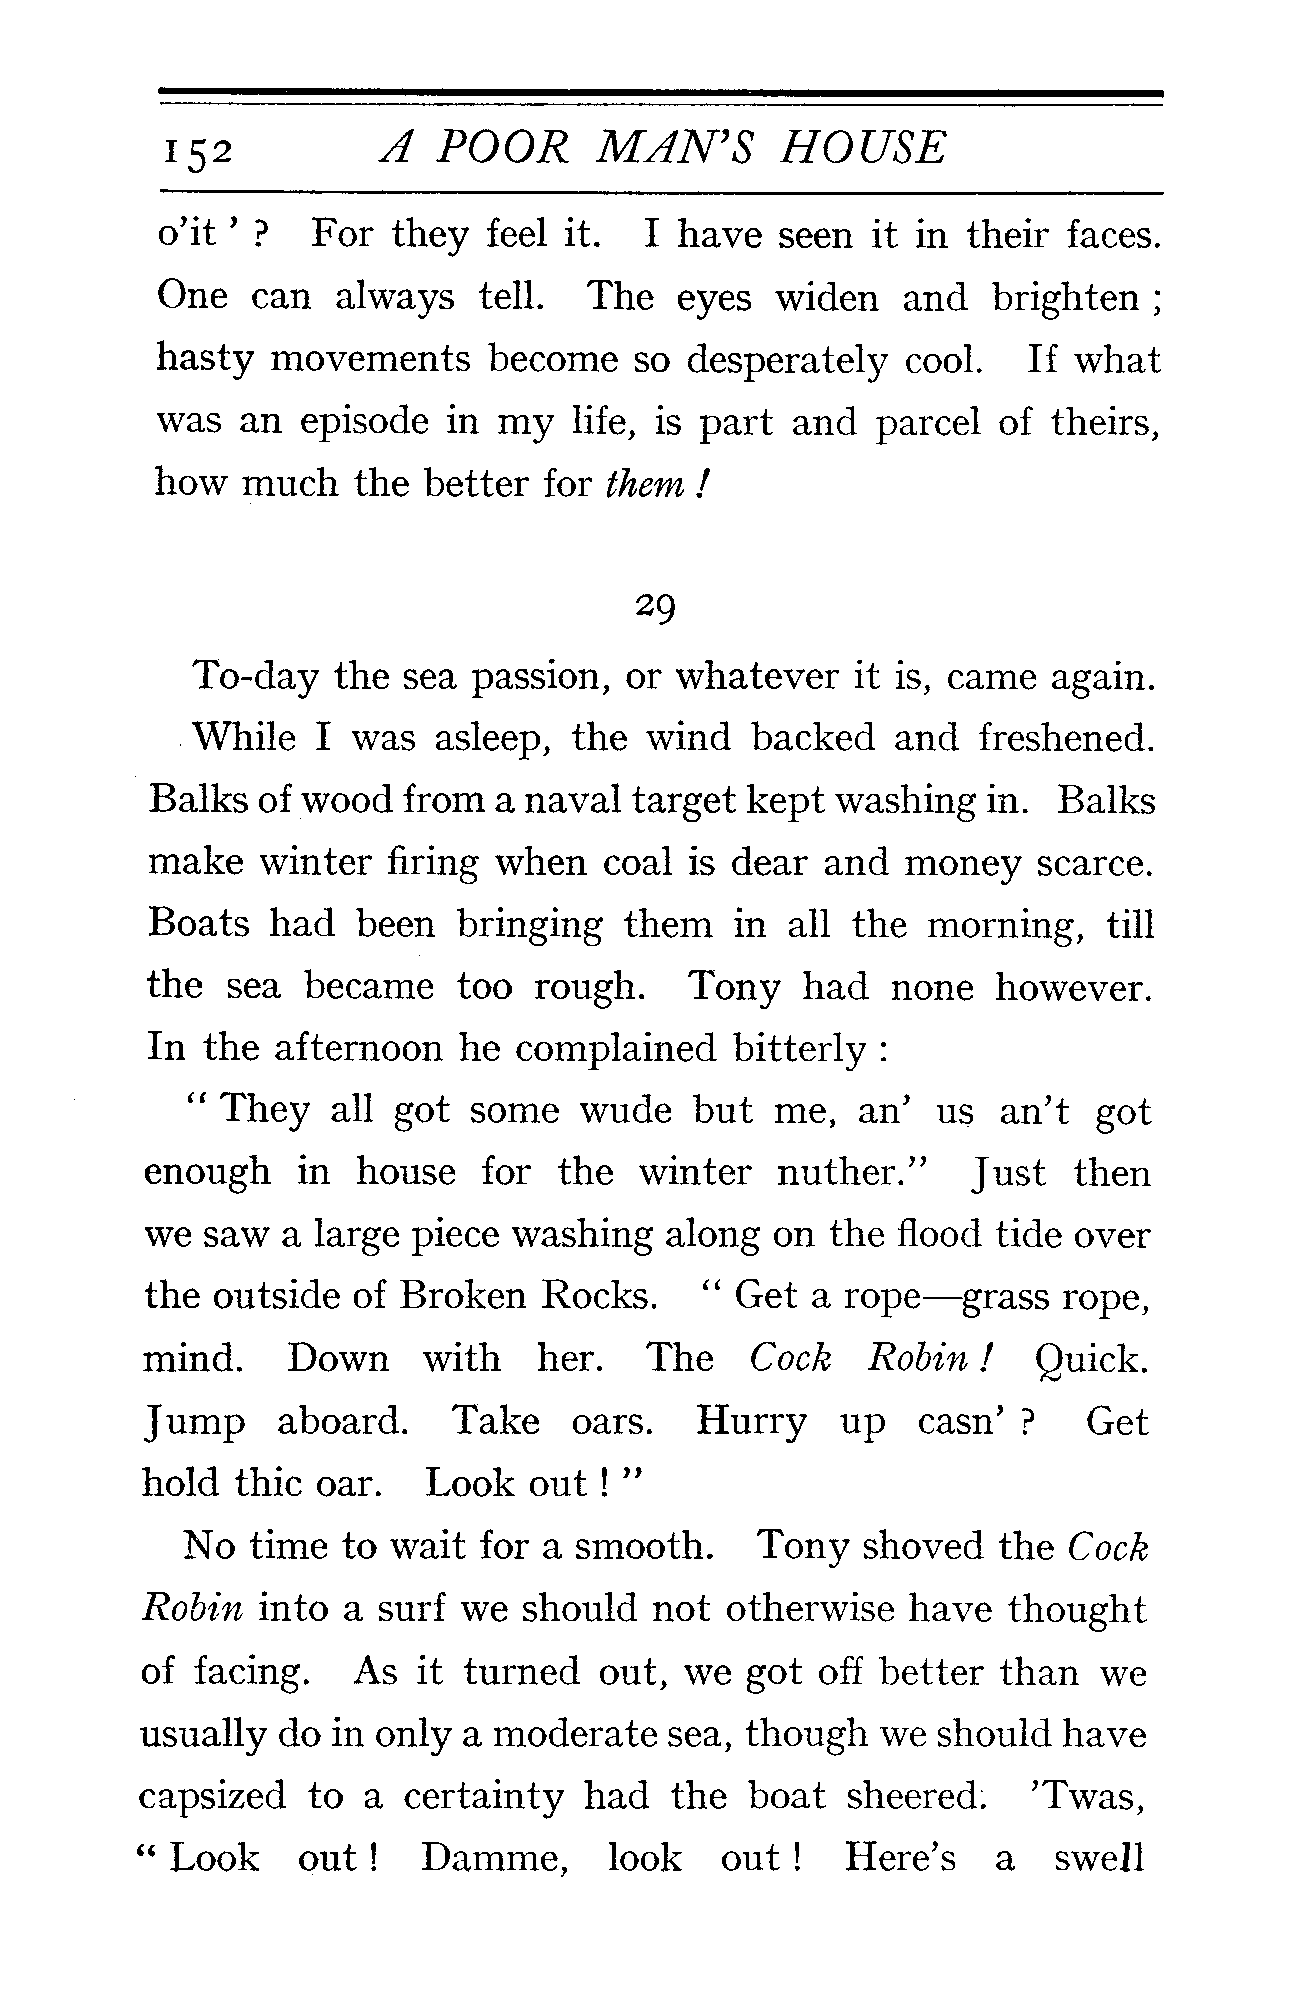 152 A POOR MAN'S HOUSE
o'it ' ? For they feel it. I have seen it in their faces.
One can always tell. The eyes widen and brighten ;
hasty movements become so desperately cool. If what
was an episode in my life, is part and parcel of theirs,
how much the better for them !
29
To-day the sea passion, or whatever it is, came again.
While I was asleep, the wind backed and freshened.
Balks of wood from a naval target kept washing in. Balks
make winter firing when coal is dear and money scarce.
Boats had been bringing them in all the morning, till
the sea became too rough. Tony had none however.
In the afternoon he complained bitterly :
" They all got some wude but me, an' us an't got
enough in house for the winter nuther." Just then
we saw a large piece washing along on the flood tide over
the outside of Broken Rocks. " Get a rope—grass rope,
mind. Down with her. The Cock Robin ! Quick.
Jump aboard. Take oars. Hurry up casn' ? Get
hold thic oar. Look out ! "
No time to wait for a smooth. Tony shoved the Cock
Robin into a surf we should not otherwise have thought
of facing. As it turned out, we got off better than we
usually do in only a moderate sea, though we should have
capsized to a certainty had the boat sheered. 'Twas,
" Look out ! Damme, look out ! Here's a swell